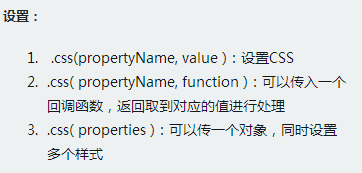 设置：
1. .css(propertyName, value )：设置CSS
2. .css( propertyName, function )：可以传入一个
回调函数，返回取到对应的值进行处理
3. .css( properties )：可以传一个对象，同时设置
多个样式